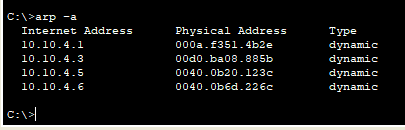 C:\>arp -a
Internet Address Physical Address Type
10.10.4.1 000a.f351.4b2e dynamic
10.10.4.3 00d0.ba08.885b dynamic
10.10.4.5 0040.0b20.123c dynamic
10.10.4.6 0040.0b6d.226c dynamic
C:\>